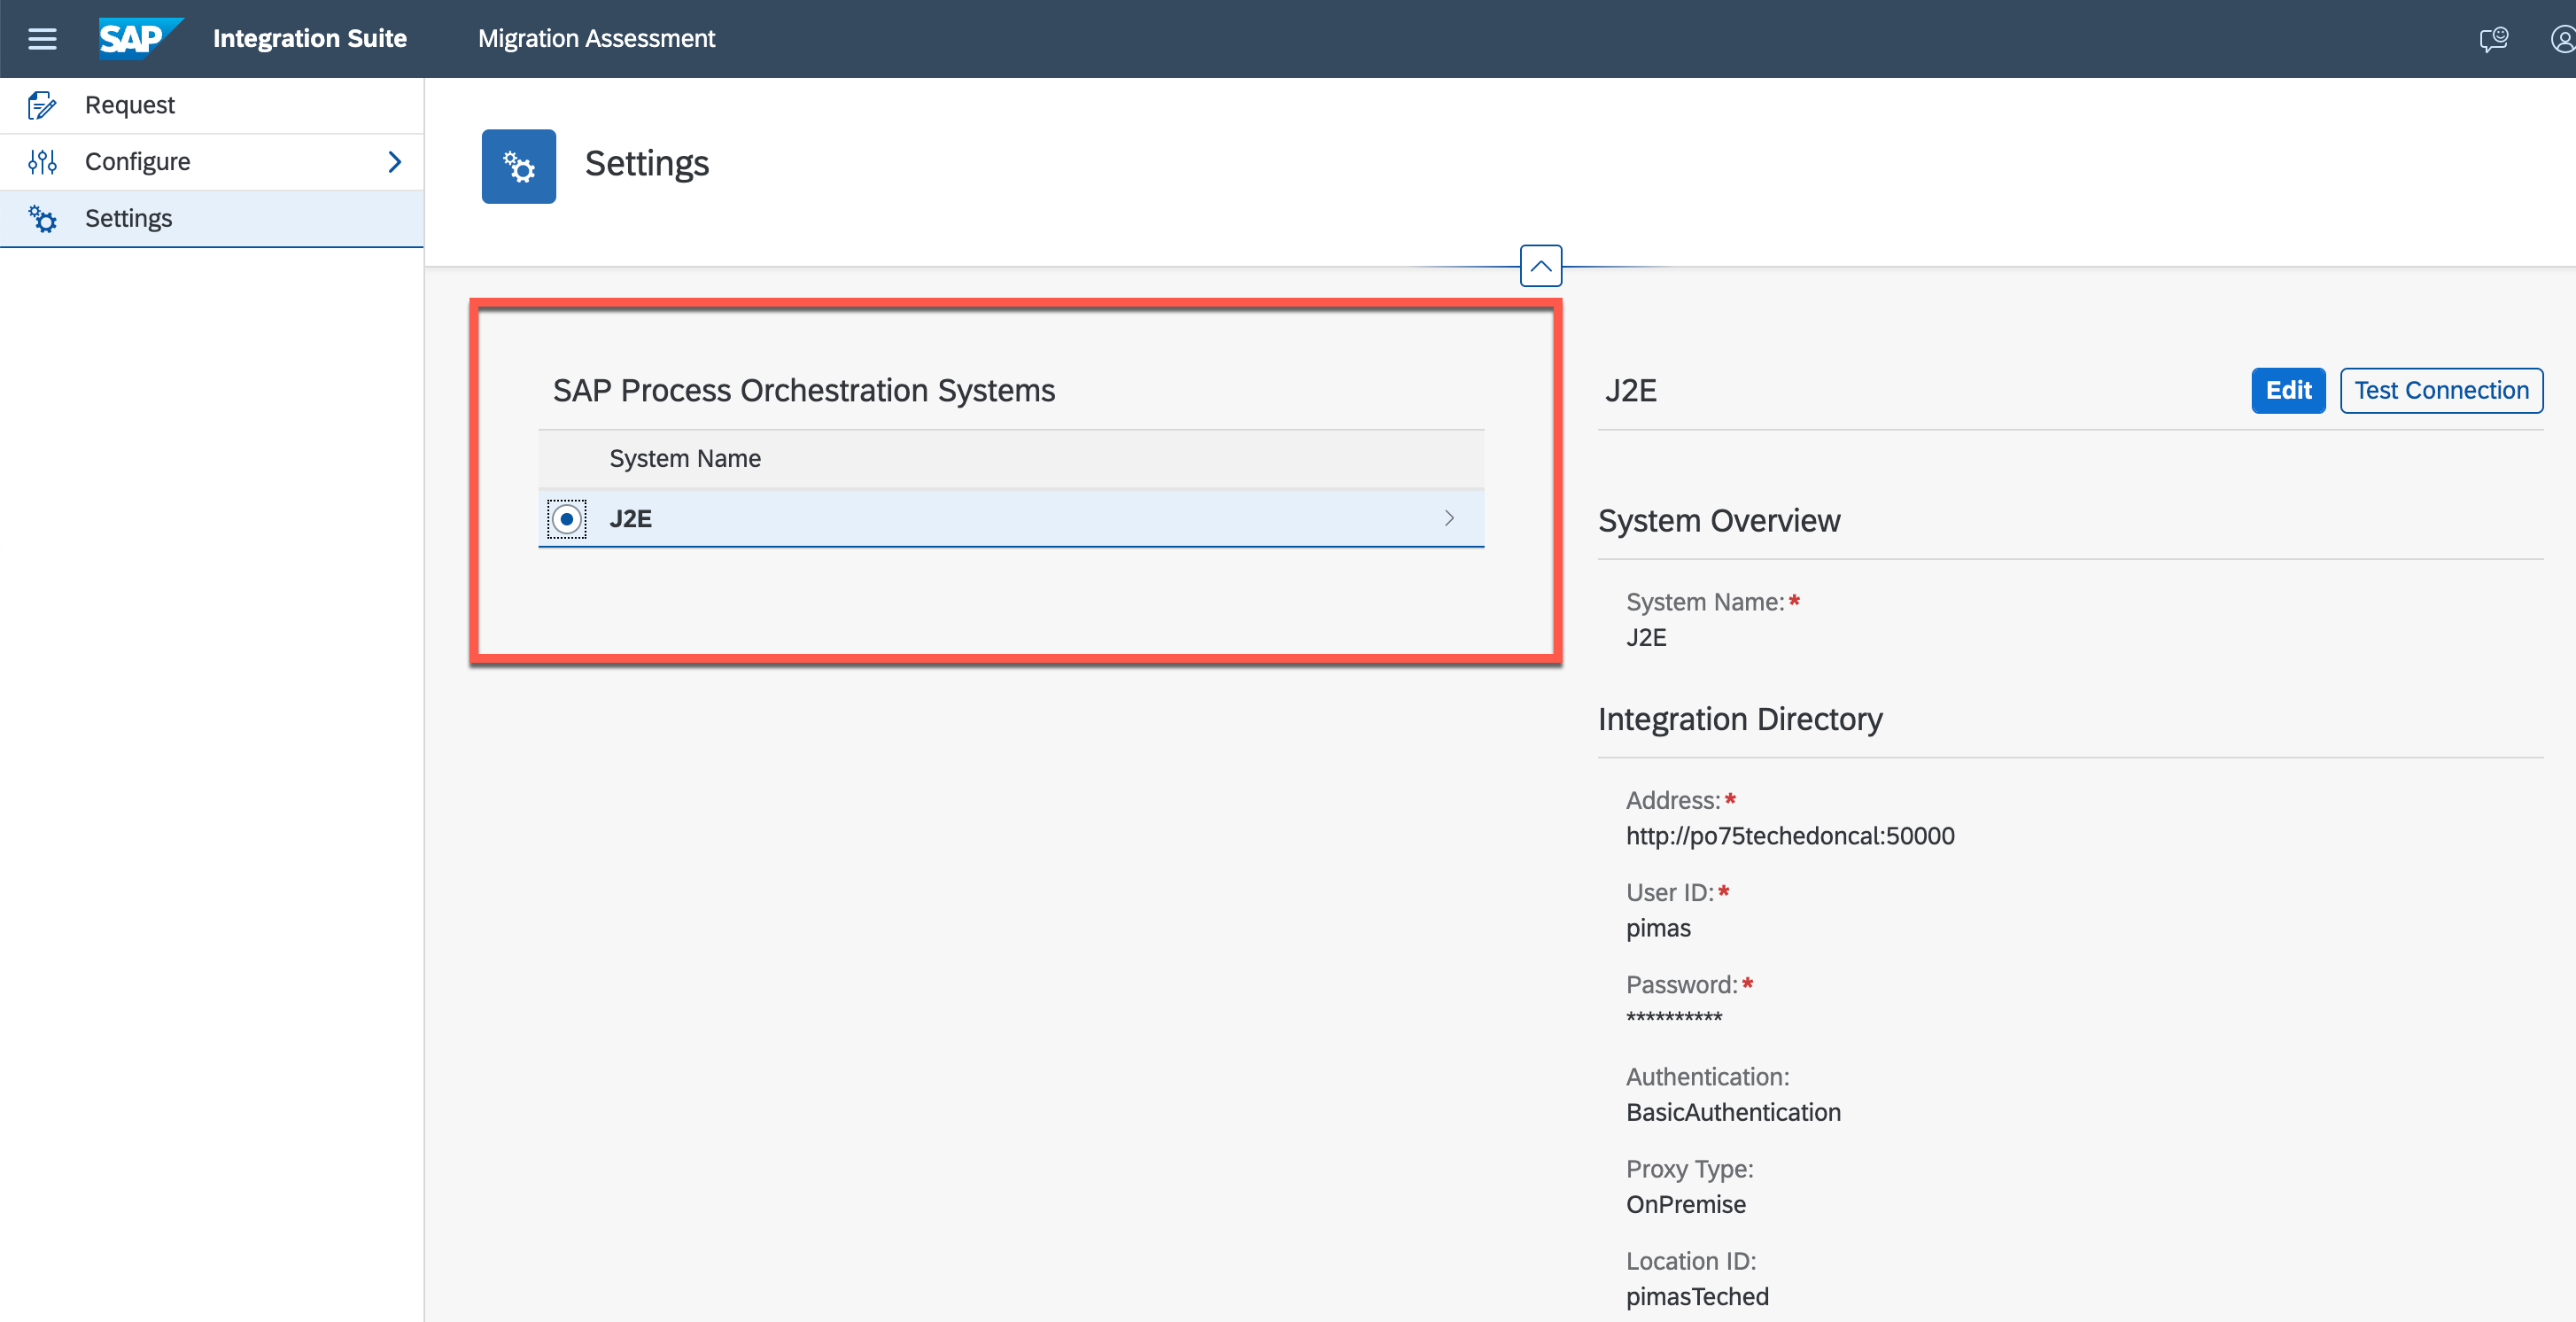 SAP Integration Suite Migration Assessment
Request
Configure
Settings
Settings
SAP Process Orchestration Systems
System Name
J2E
J2E Edit Test Connection
System Overview
System Name:*
J2E
Integration Directory
Address:*
http://po75techedoncal:50000
User ID:*
pimas
Password:*
**********
Authentication:
BasicAuthentication
Proxy Type:
OnPremise
Location ID:
pimasTeched